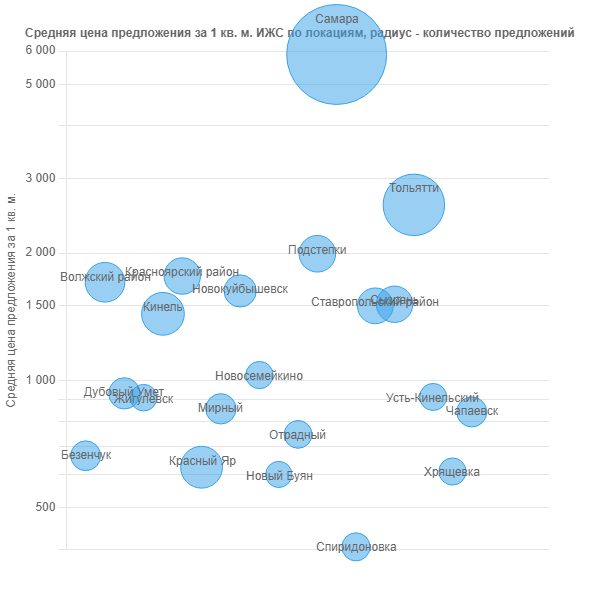 Самара
Средняя цена предложения за 1 кв. м. ИЖС по локациям, радиус - количество предложений
6 000
5 000
3 000
2 000
1 500
1 000
500
Средняя цена предложения за 1 кв. м.
Тольятти
Подстепки
Красноярский район
Волжский район
Новокуйбышевск
Сызрань
Ставропольский район
Кинель
Новосемейкино
Дубовый Умет
Жигулевск
Усть-Кинельский
Мирный
Чапаевск
Отрадный
Безенчук
Красный Яр
Хрящевка
Новый Буян
Спиридоновка